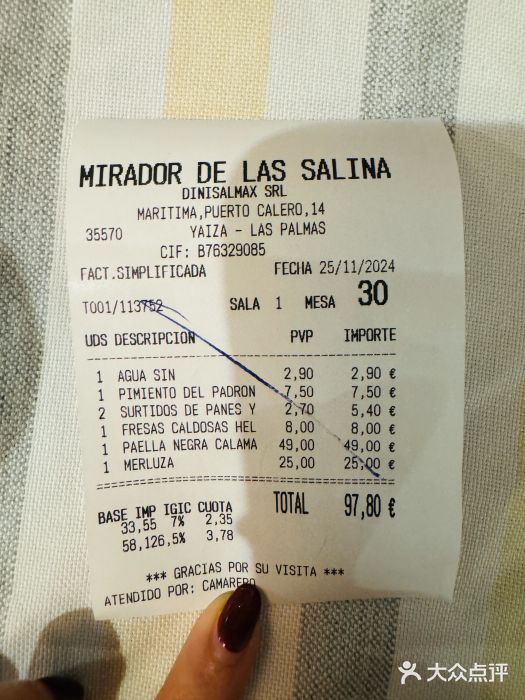 MIRADOR DE LAS SALINA
DINISALMAX SRL
MARITIMA,PUERTO CALERO,14
35570 YAIZA - LAS PALMAS
CIF: B76329085
FACT.SIMPLIFICADA FECHA 25/11/2024
T001/113752 SALA 1 MESA 30
UDS DESCRIPCION PVP IMPORTE
1 AGUA SIN 2,90 2,90 €
1 PIMIENTO DEL PADRON 7,50 7,50 €
2 SURTIDOS DE PANES Y 2,70 5,40 €
1 FRESAS CALDOSAS HEL 8,00 8,00 €
1 PAELLA NEGRA CALAMA 49,00 49,00 €
1 MERLUZA 25,00 25,00 €
BASE IMP IGIC CUOTA TOTAL 97,80 €
33,55 7% 2,35
58,126,5% 3,78
*** GRACIAS POR SU VISITA ***
ATENDIDO POR: CAMARERO
大众点评